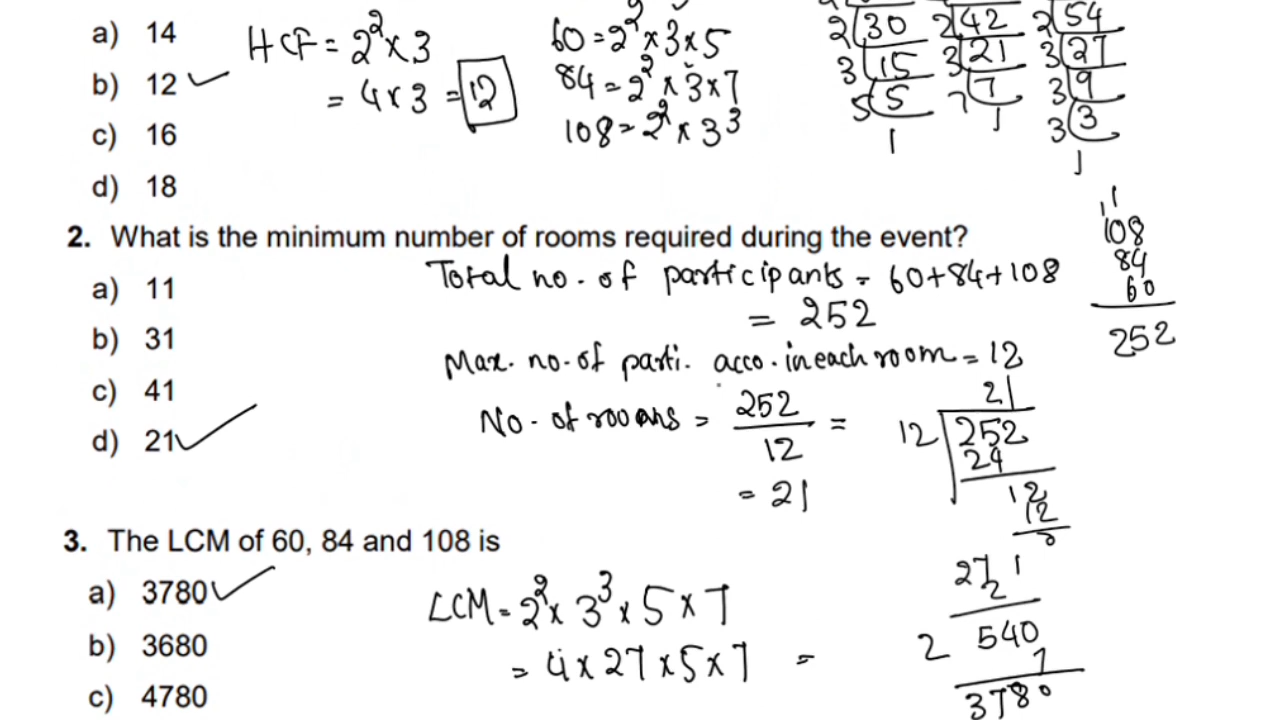 a) 14
HCF = 2² × 3
60 = 2² × 3 × 5
2 30 2 42 2 54
b) 12
= 4 × 3 = 12
84 = 2² × 3 × 7
3 15 3 21 3 27
c) 16
108 = 2² × 3³
5 5 7 7 3 9
1 1 3 3
1
d) 18
2. What is the minimum number of rooms required during the event?
108
84
60
252
a) 11
Total no. of participants = 60+84+108
= 252
b) 31
Max. no. of parti. acco. in each room = 12
c) 41
No. of rooms = 252
12
=
21
12 252
24
12
12
0
d) 21
= 21
3. The LCM of 60, 84 and 108 is
a) 3780
LCM = 2² × 3³ × 5 × 7
b) 3680
= 4 × 27 × 5 × 7 =
540
7
3780
c) 4780